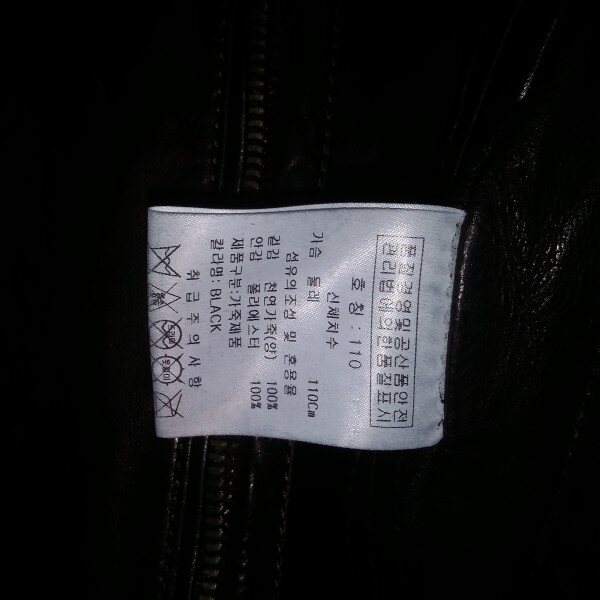 품질경영및공산품안전
관리법에의한품질표시
호 칭 : 110
신체치수
가슴 둘레 110Cm
섬유의조성 및 혼용율
겉감 천연가죽(양) 100%
안감 폴리에스터 100%
제품구분:가죽제품
칼라명: BLACK
취 급 주 의 사 항